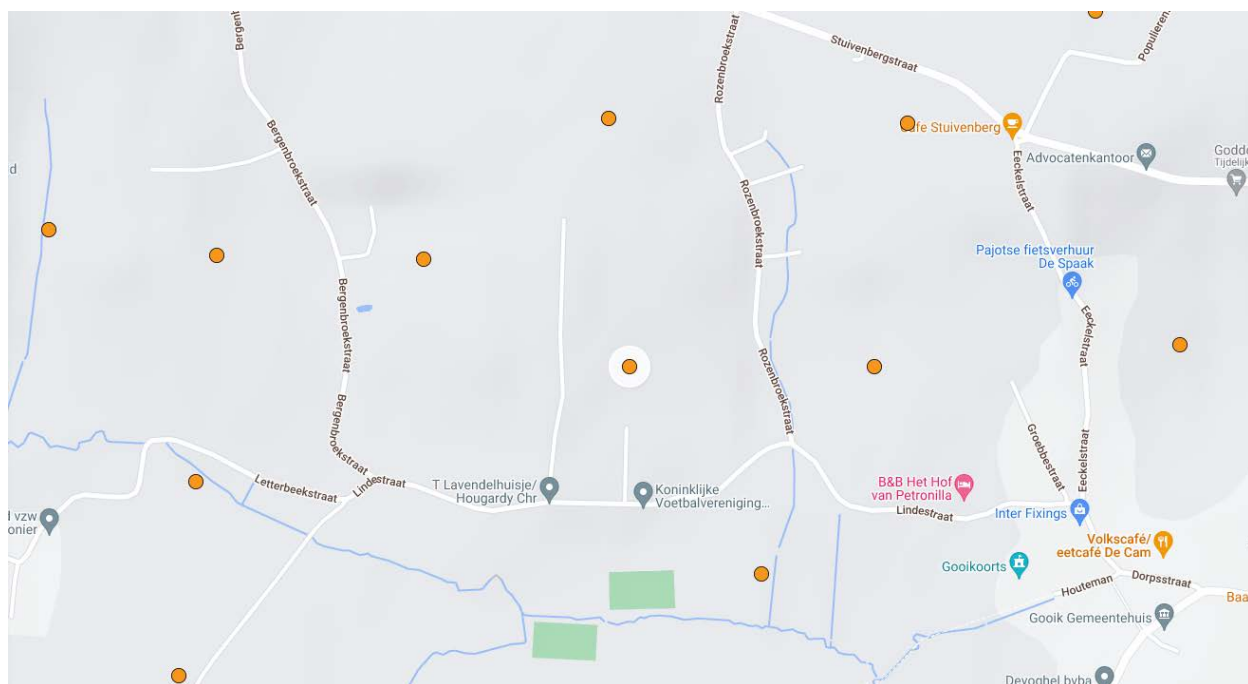 Bergenbroekstraat
Rozenbroekstraat
Stuivenbergstraat
Populieren
Cafe Stuivenberg
Advocatenkantoor
Godde
Tijdelijk
d
Bergenbroekstraat
Eeckelstraat
Rozenbroekstraat
Pajotse fietsverhuur
De Spaak
Bergenbroekstraat
Eeckelstraat
Rozenbroekstraat
Bergenbroekstraat
Groebbestraat
Eeckelstraat
Letterbeekstraat
Lindestraat
T Lavendelhuisje/
Hougardy Chr
Koninklijke
Voetbalvereniging...
B&B Het Hof
van Petronilla
Lindestraat
Inter Fixings
d vzw
onier
Volkscafé/
eetcafé De Cam
Gooikoorts
Houteman
Dorpsstraat
Baa
Gooik Gemeentehuis
Devoghel bvba